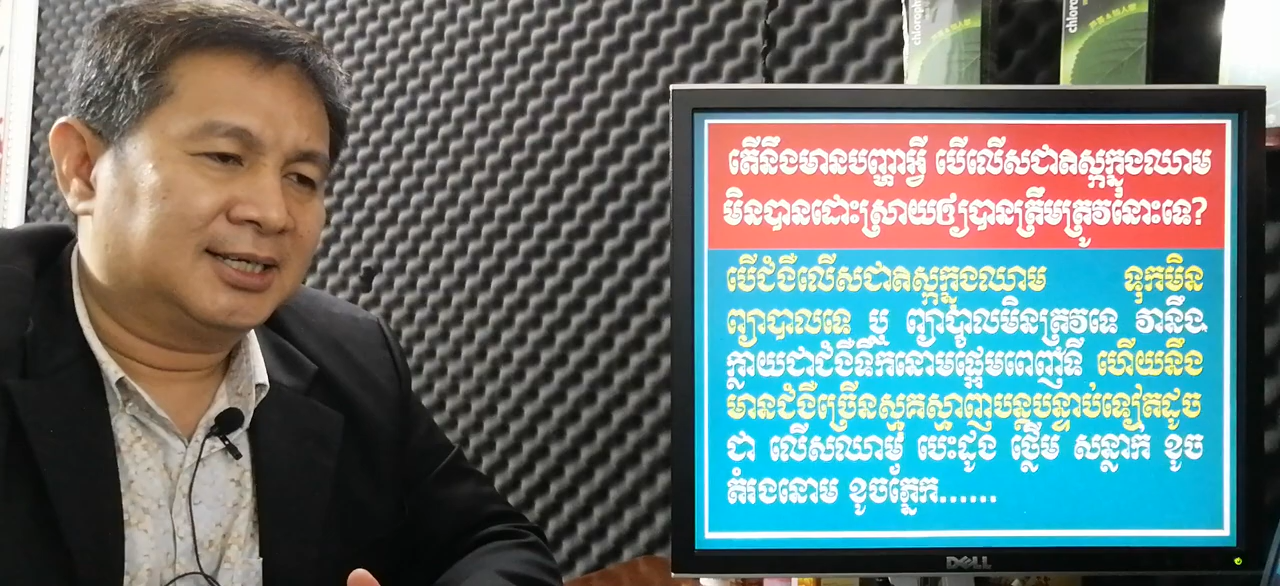 chloroph
chloro
តើនឹងមានបញ្ហាអ្វី បើលើសជាតិស្កក្នុងឈាម
មិនបានដោះស្រាយឲ្យបានត្រឹមត្រូវនោះទេ?
បើជំងឺលើសជាតិស្កក្នុងឈាម ទុកមិន
ព្យាបាលទេ ឬ ព្យាបាលមិនត្រូវទេ វានឹង
ក្លាយជាជំងឺទឹកនោមផ្អែមពេញទី ហើយនឹង
មានជំងឺច្រើនស្មុគស្មាញបន្តបន្ទាប់ទៀតដូច
ជា លើសឈាម បេះដូង ថ្លើម សន្លាក់ ខូច
តំរងនោម ខូចភ្នែក......
DELL